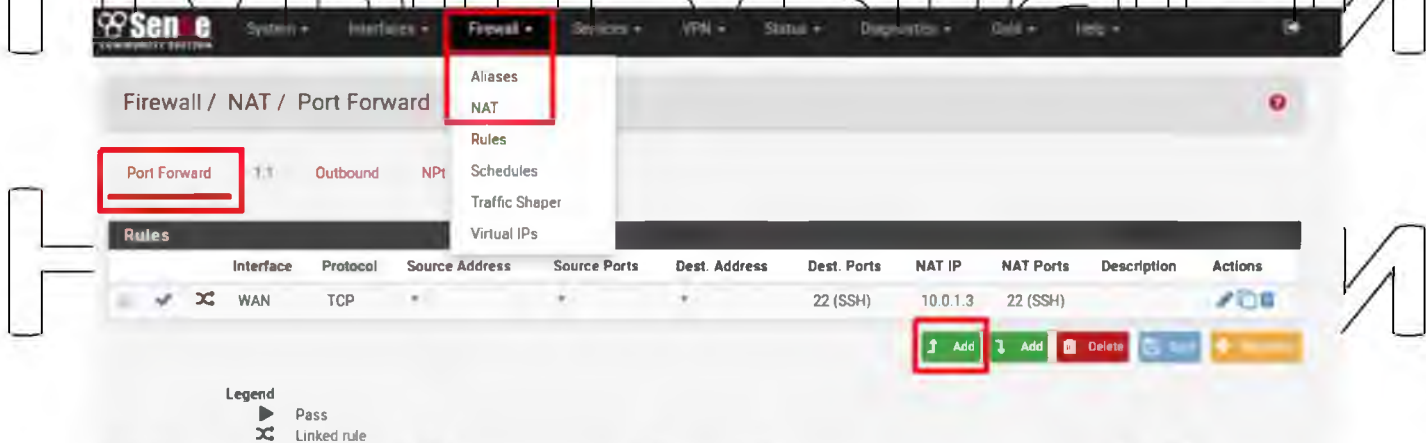 Sen e System Interfaces Firewall Services VPN Status Diagnostics Gold Help
COMMUNITY EDITION
Aliases
Firewall / NAT / Port Forward NAT
Rules
Port Forward 1:1 Outbound NPt Schedules
Traffic Shaper
Rules Virtual IPs
Interface Protocol Source Address Source Ports Dest. Address Dest. Ports NAT IP NAT Ports Description Actions
WAN TCP * * * 22 (SSH) 10.0.1.3 22 (SSH)
Add Add Delete
Legend
Pass
Linked rule